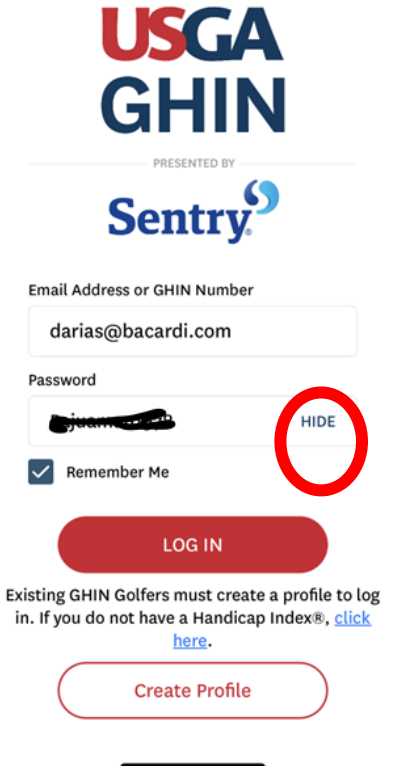 USGA
GHIN
PRESENTED BY
Sentry®
Email Address or GHIN Number
darias@bacardi.com
Password
HIDE
Remember Me
LOG IN
Existing GHIN Golfers must create a profile to log
in. If you do not have a Handicap Index®, click
here.
Create Profile